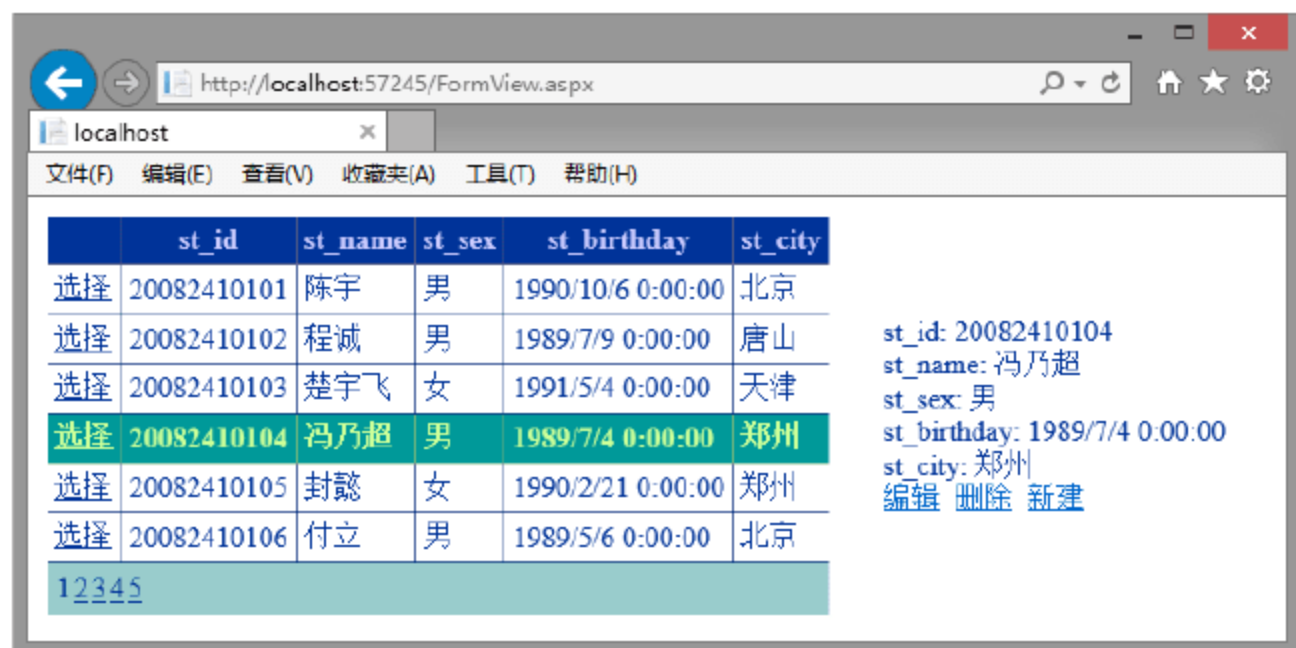 http://localhost:57245/FormView.aspx
localhost
文件(F) 编辑(E) 查看(V) 收藏夹(A) 工具(T) 帮助(H)
st_id st_name st_sex st_birthday st_city
选择 20082410101 陈宇 男 1990/10/6 0:00:00 北京
选择 20082410102 程诚 男 1989/7/9 0:00:00 唐山
选择 20082410103 楚宇飞 女 1991/5/4 0:00:00 天津
选择 20082410104 冯乃超 男 1989/7/4 0:00:00 郑州
选择 20082410105 封懿 女 1990/2/21 0:00:00 郑州
选择 20082410106 付立 男 1989/5/6 0:00:00 北京
12345
st_id: 20082410104
st_name: 冯乃超
st_sex: 男
st_birthday: 1989/7/4 0:00:00
st_city: 郑州
编辑 删除 新建